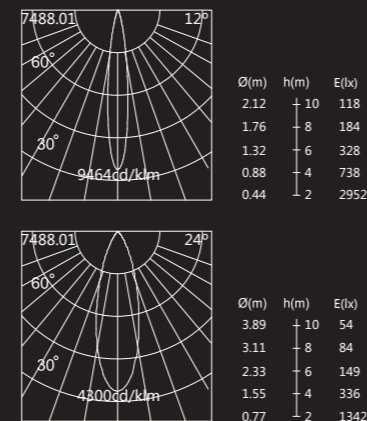 7488.01 12°
60°
30°
9464cd/klm
Ø(m) h(m) E(lx)
2.12 10 118
1.76 8 184
1.32 6 328
0.88 4 738
0.44 2 2952
7488.01 24°
60°
30°
4300cd/klm
Ø(m) h(m) E(lx)
3.89 10 54
3.11 8 84
2.33 6 149
1.55 4 336
0.77 2 1342